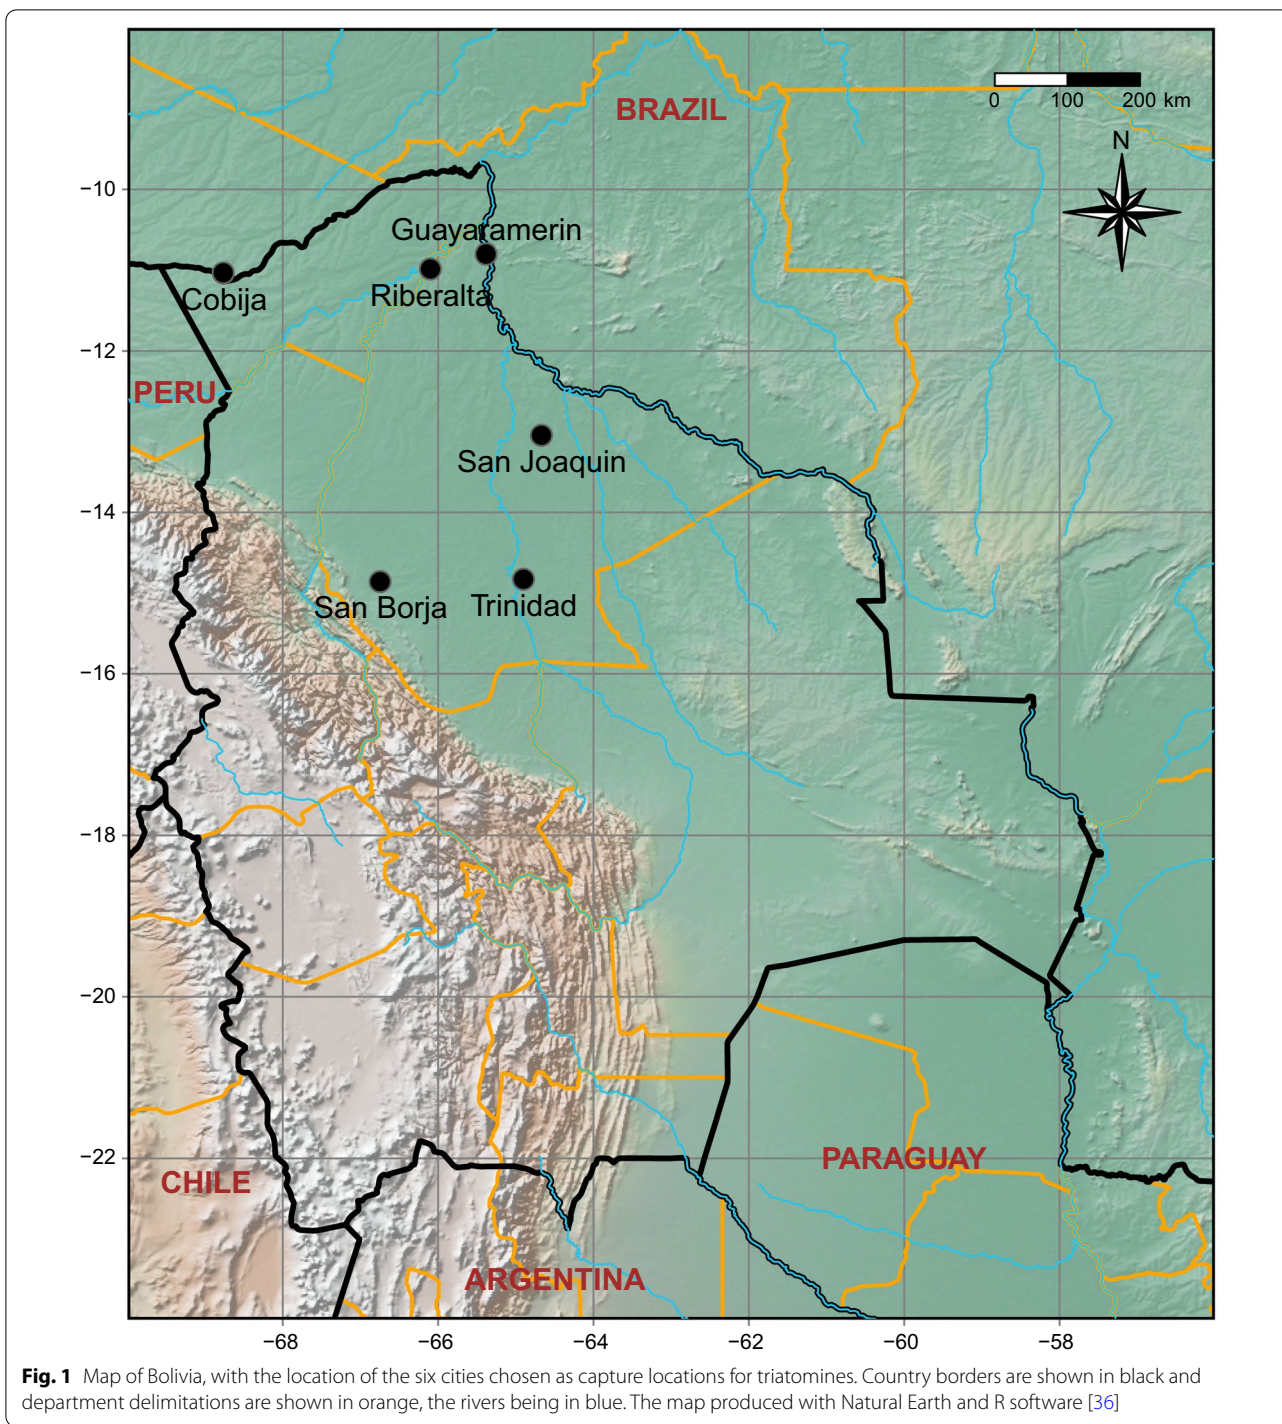 BRAZIL
0 100 200 km
N
−10
Guayaramerin
Cobija
Riberalta
−12
PERU
San Joaquin
−14
San Borja
Trinidad
−16
−18
−20
−22
PARAGUAY
CHILE
ARGENTINA
−68 −66 −64 −62 −60 −58
Fig. 1 Map of Bolivia, with the location of the six cities chosen as capture locations for triatomines. Country borders are shown in black and
department delimitations are shown in orange, the rivers being in blue. The map produced with Natural Earth and R software [36]